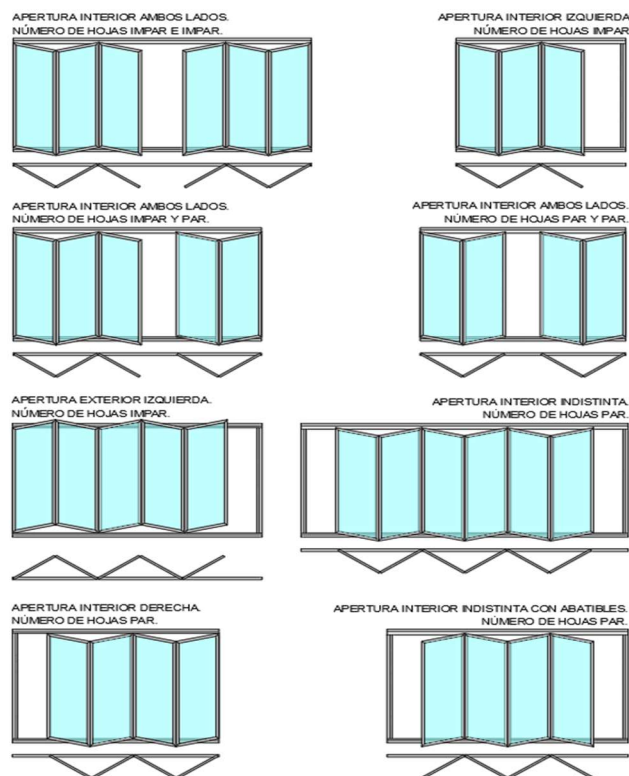 APERTURA INTERIOR AMBOS LADOS.
NÚMERO DE HOJAS IMPAR E IMPAR.
APERTURA INTERIOR IZQUIERDA
NÚMERO DE HOJAS IMPAR
APERTURA INTERIOR AMBOS LADOS.
NÚMERO DE HOJAS IMPAR Y PAR.
APERTURA INTERIOR AMBOS LADOS.
NÚMERO DE HOJAS PAR Y PAR.
APERTURA EXTERIOR IZQUIERDA.
NÚMERO DE HOJAS IMPAR.
APERTURA INTERIOR INDISTINTA.
NÚMERO DE HOJAS PAR.
APERTURA INTERIOR DERECHA.
NÚMERO DE HOJAS PAR.
APERTURA INTERIOR INDISTINTA CON ABATIBLES.
NÚMERO DE HOJAS PAR.